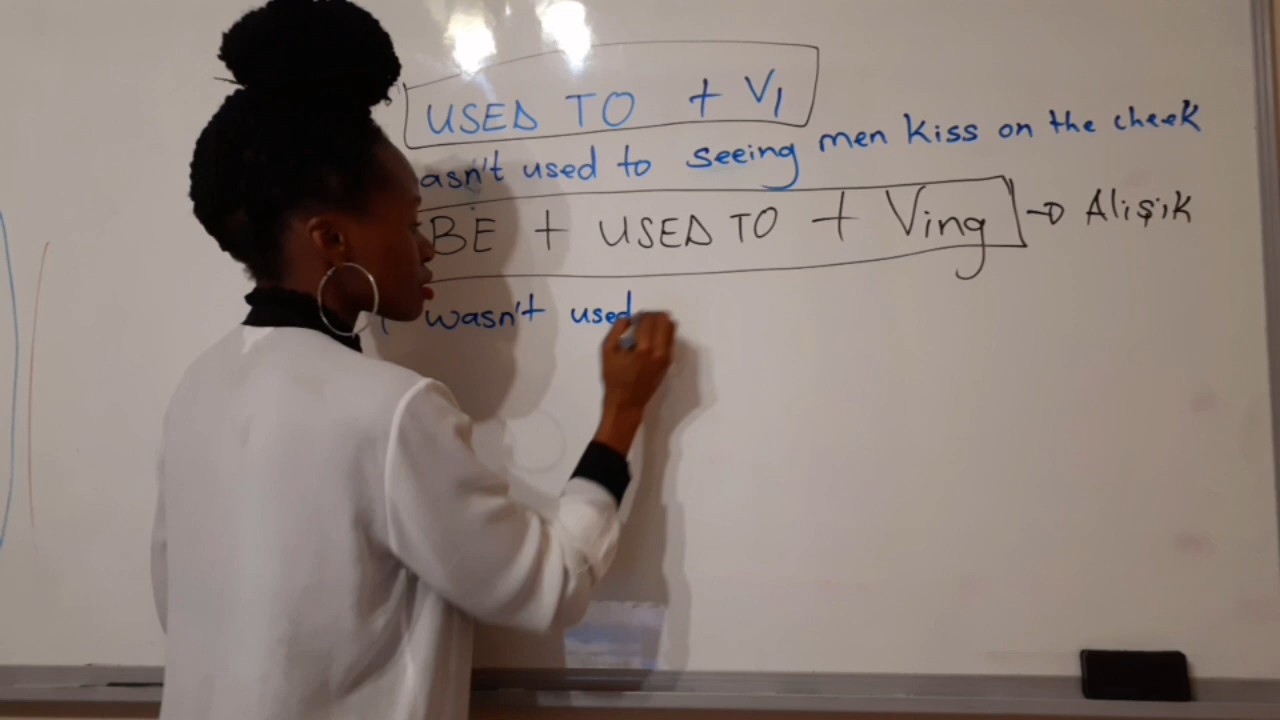 USED TO + V1
asn't used to seeing men kiss on the cheek
BE + USED TO + Ving → Alışık
I wasn't used